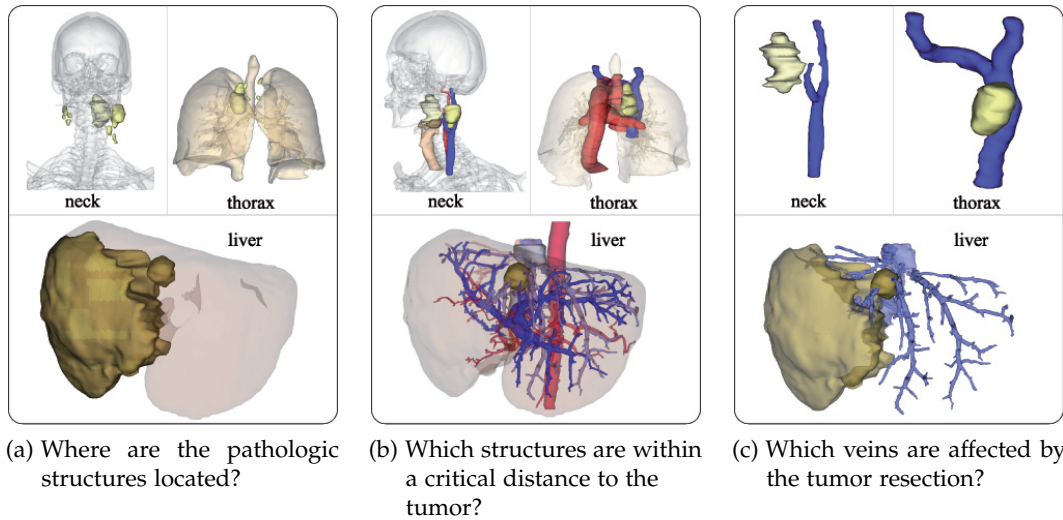 neck
thorax
liver
(a) Where are the pathologic
structures located?
neck
thorax
liver
(b) Which structures are within
a critical distance to the
tumor?
neck
thorax
liver
(c) Which veins are affected by
the tumor resection?